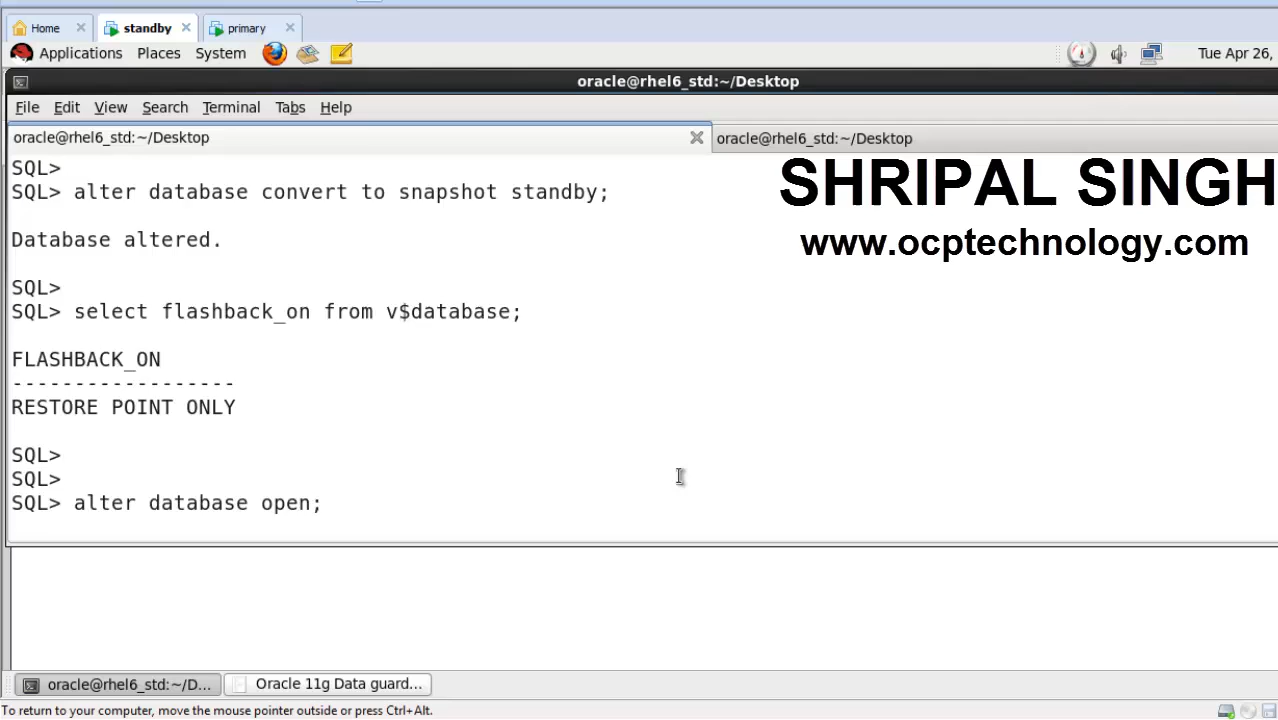 Home
standby
primary
Applications Places System
Tue Apr 26,
oracle@rhel6_std:~/Desktop
File Edit View Search Terminal Tabs Help
oracle@rhel6_std:~/Desktop
oracle@rhel6_std:~/Desktop
SQL>
SQL> alter database convert to snapshot standby;
Database altered.
SQL>
SQL> select flashback_on from v$database;
FLASHBACK_ON
------------------
RESTORE POINT ONLY
SQL>
SQL>
SQL> alter database open;
SHRIPAL SINGH
www.ocptechnology.com
oracle@rhel6_std:~/D...
Oracle 11g Data guard...
To return to your computer, move the mouse pointer outside or press Ctrl+Alt.